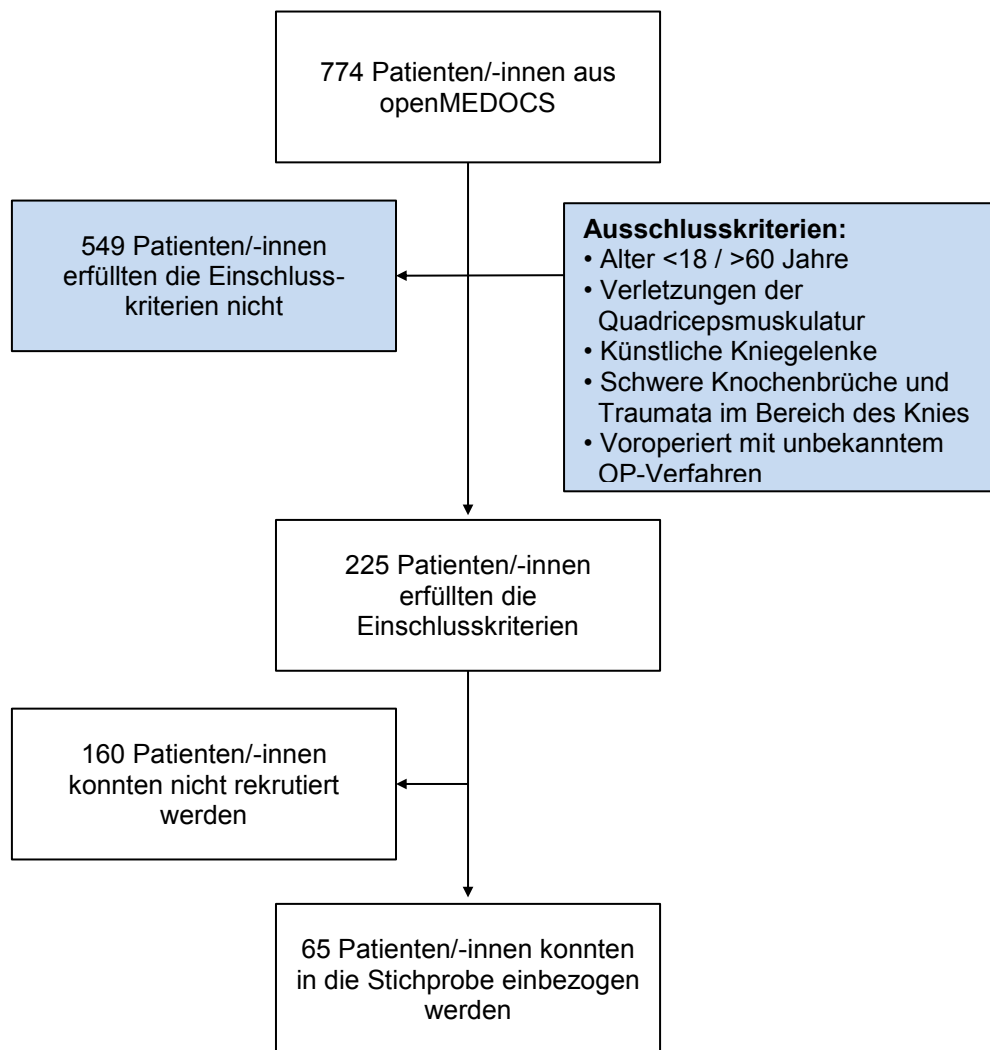 774 Patienten/-innen aus
openMEDOCS
549 Patienten/-innen
erfüllten die Einschluss-
kriterien nicht
Ausschlusskriterien:
• Alter <18 / >60 Jahre
• Verletzungen der
Quadricepsmuskulatur
• Künstliche Kniegelenke
• Schwere Knochenbrüche und
Traumata im Bereich des Knies
• Voroperiert mit unbekanntem
OP-Verfahren
225 Patienten/-innen
erfüllten die
Einschlusskriterien
160 Patienten/-innen
konnten nicht rekrutiert
werden
65 Patienten/-innen konnten
in die Stichprobe einbezogen
werden